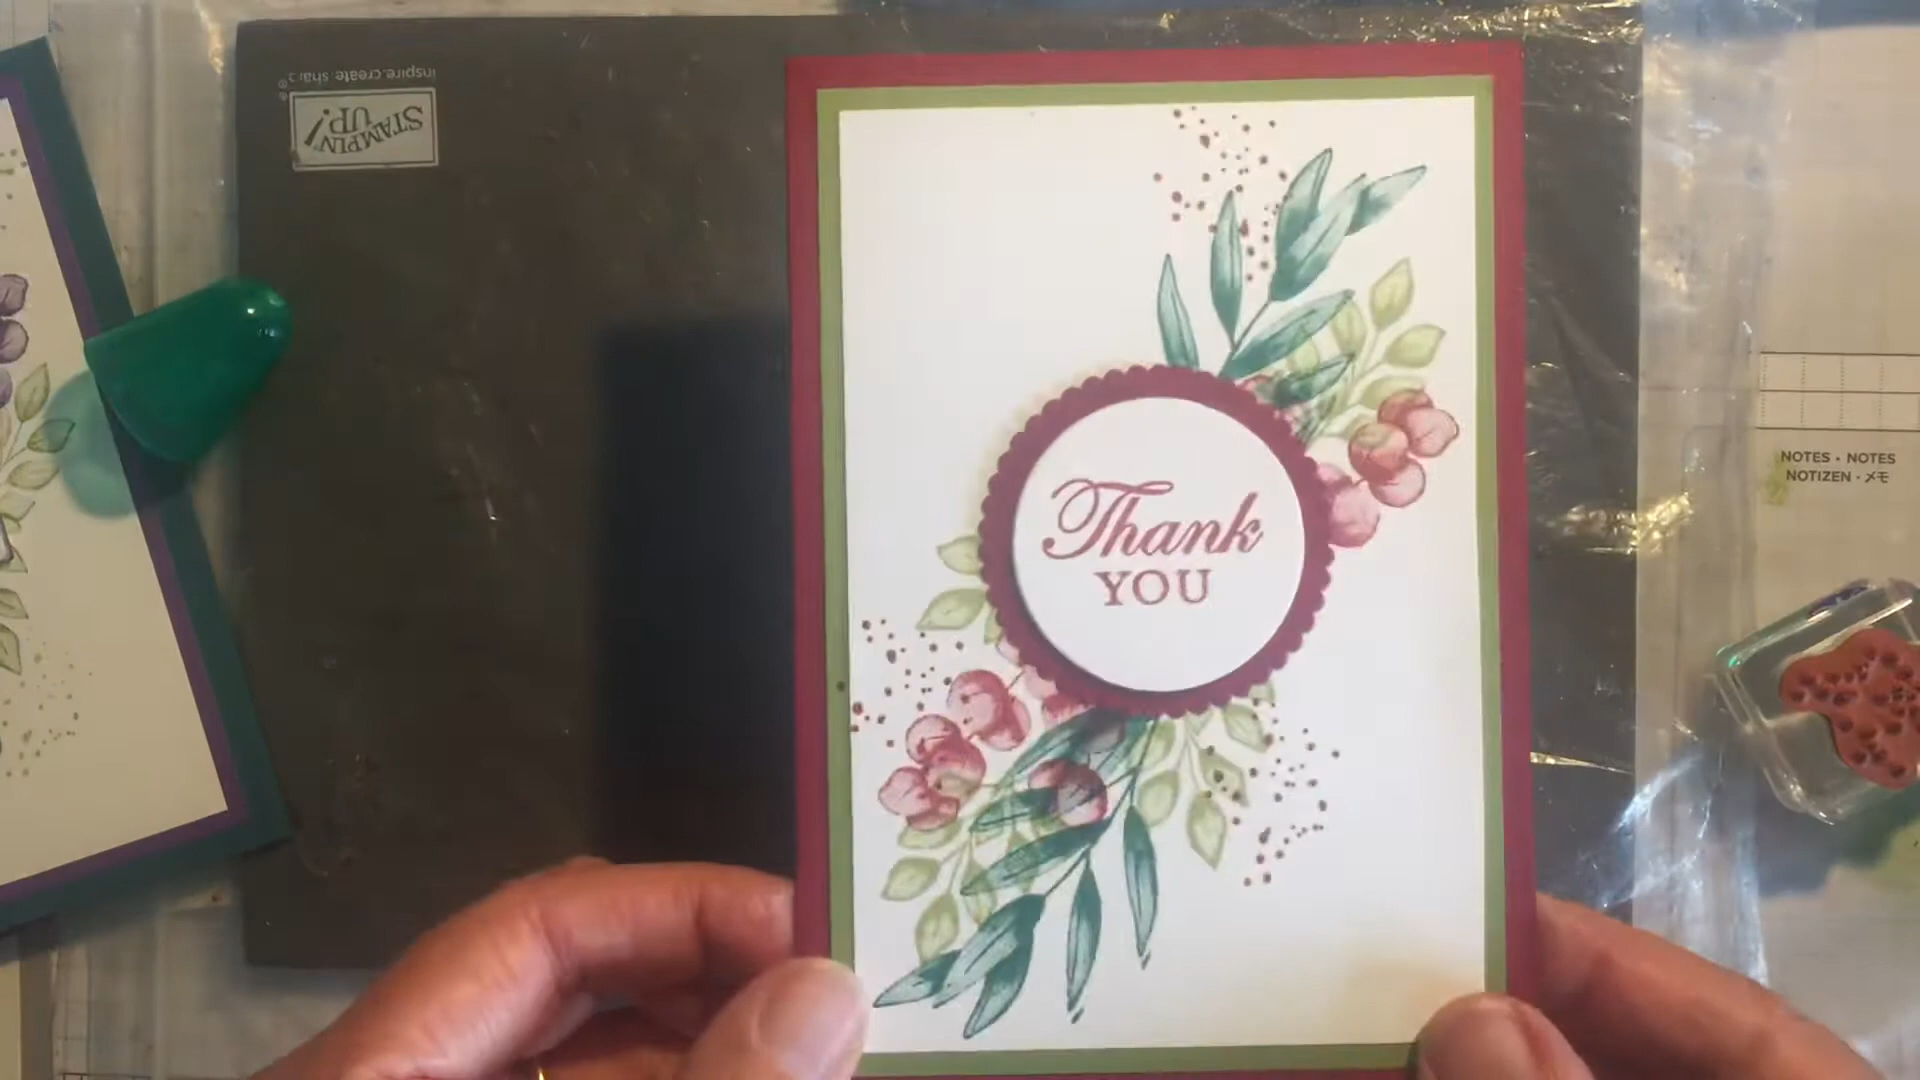 inspire.create.share®
STAMPIN'
UP!®
Thank
YOU
NOTES • NOTES
NOTIZEN • メモ